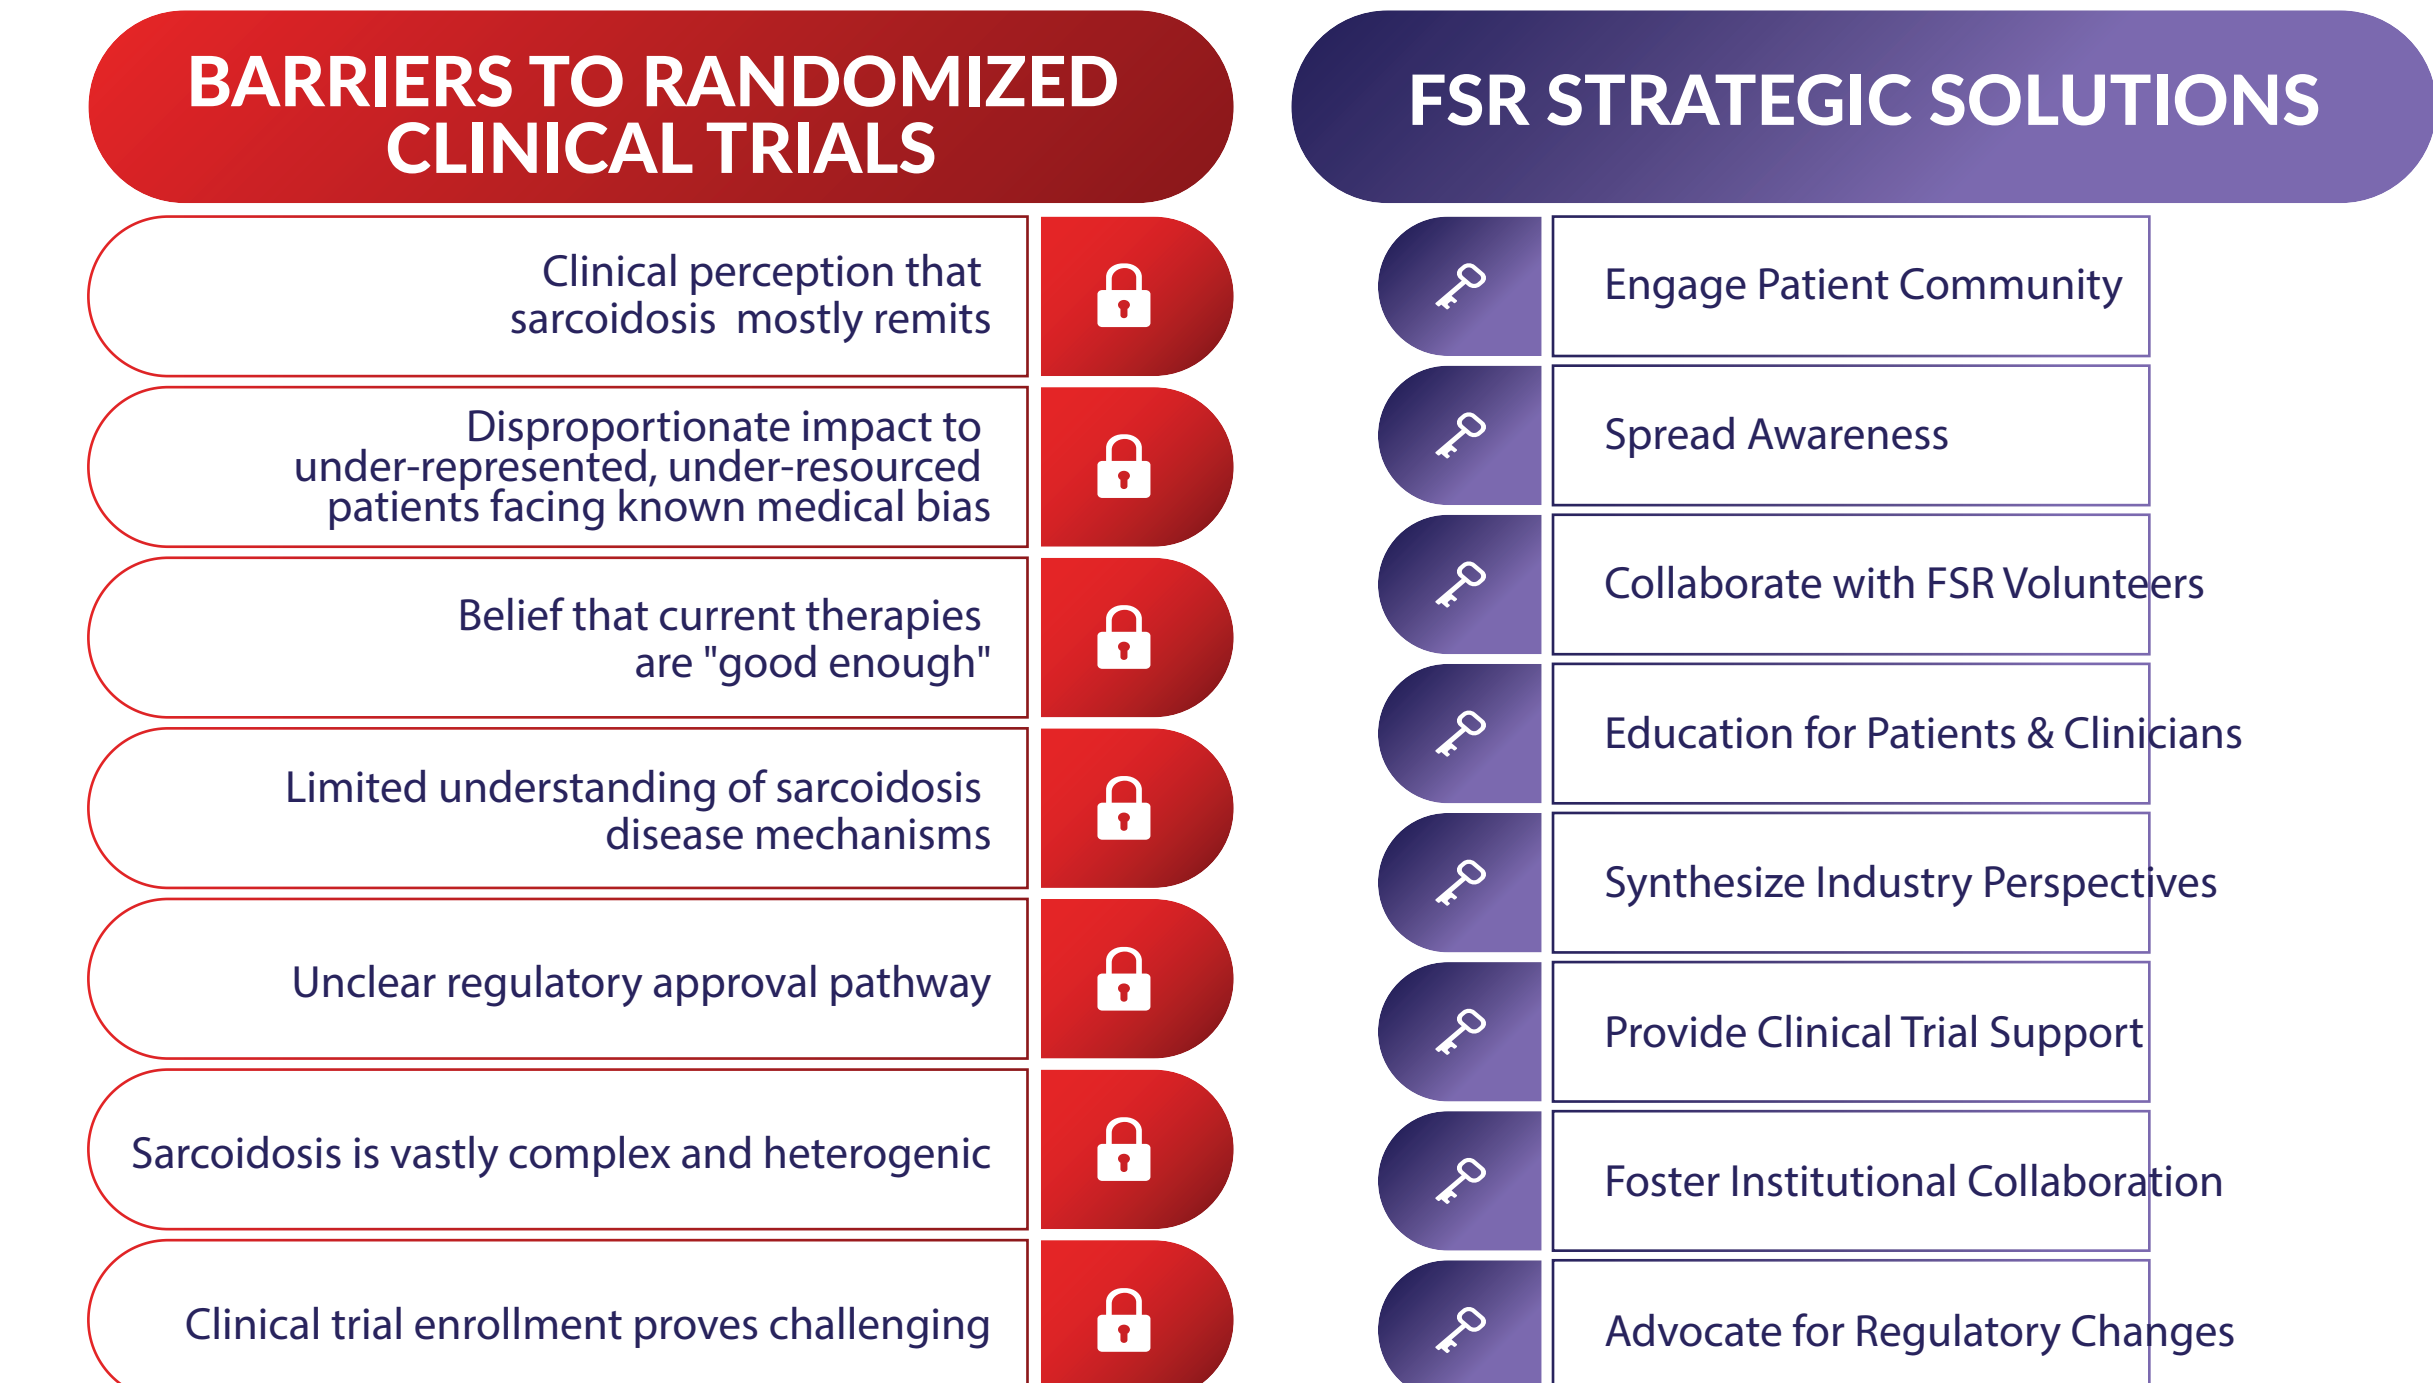 BARRIERS TO RANDOMIZED
CLINICAL TRIALS
Clinical perception that
sarcoidosis mostly remits
Disproportionate impact to
under-represented, under-resourced
patients facing known medical bias
Belief that current therapies
are "good enough"
Limited understanding of sarcoidosis
disease mechanisms
Unclear regulatory approval pathway
Sarcoidosis is vastly complex and heterogenic
Clinical trial enrollment proves challenging
FSR STRATEGIC SOLUTIONS
Engage Patient Community
Spread Awareness
Collaborate with FSR Volunteers
Education for Patients & Clinicians
Synthesize Industry Perspectives
Provide Clinical Trial Support
Foster Institutional Collaboration
Advocate for Regulatory Changes